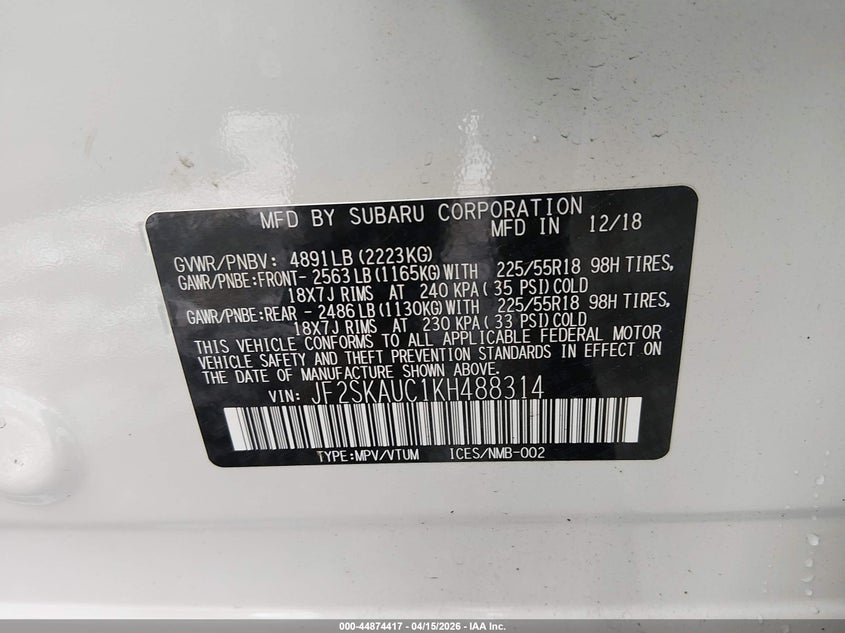 MFD BY SUBARU CORPORATION
MFD IN 12/18
GVWR/PNBV: 4891LB(2223KG)
GAWR/PNBE:FRONT- 2563LB(1165KG)WITH 225/55R18 98H TIRES,
18X7J RIMS AT 240 KPA( 35 PSI)COLD
GAWR/PNBE:REAR - 2486LB(1130KG)WITH 225/55R18 98H TIRES,
18X7J RIMS AT 230 KPA( 33 PSI)COLD
THIS VEHICLE CONFORMS TO ALL APPLICABLE FEDERAL MOTOR
VEHICLE SAFETY AND THEFT PREVENTION STANDARDS IN EFFECT ON
THE DATE OF MANUFACTURE SHOWN ABOVE.
VIN: JF2SKAUC1KH488314
TYPE:MPV/VTUM ICES/NMB-002
000-44874417 - 04/15/2026 - IAA Inc.